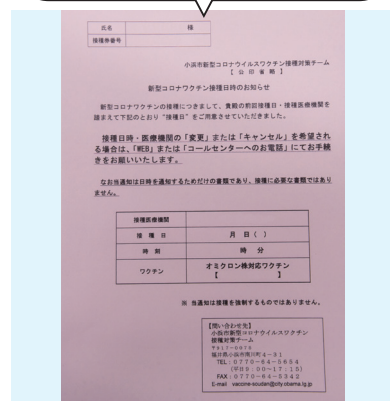 氏名 様
接種券番号
小浜市新型コロナウイルスワクチン接種対策チーム
【 公 印 省 略 】
新型コロナワクチン接種日時のお知らせ
新型コロナワクチンの接種につきまして、貴殿の前回接種日・接種医療機関を
踏まえて下記のとおり“接種日”をご用意させていただきました。
接種日時・医療機関の「変更」または「キャンセル」を希望され
る場合は、「WEB」または「コールセンターへのお電話」にてお手続
きをお願いいたします。
なお当通知は日時を通知するためだけの書類であり、接種に必要な書類ではあり
ません。
接種医療機関
接 種 日 月 日 ( )
時 刻 時 分
ワクチン オミクロン株対応ワクチン
【 】
※ 当通知は接種を強制するものではありません。
【問い合わせ先】
小浜市新型コロナウイルスワクチン
接種対策チーム
〒917-0078
福井県小浜市南川町4-31
TEL:0770-64-5654
(平日9:00~17:15)
FAX:0770-64-5342
E-mail vaccine-soudan@city.obama.lg.jp